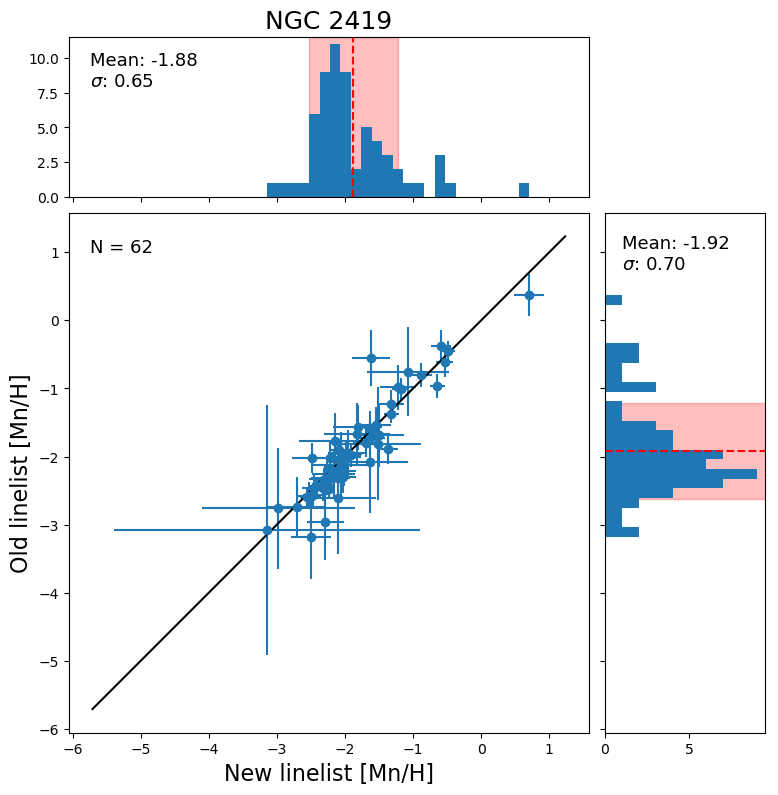 NGC 2419
Mean: -1.88
σ: 0.65
10.0
7.5
5.0
2.5
0.0
N = 62
Mean: -1.92
σ: 0.70
1
0
−1
−2
−3
−4
−5
−6
Old linelist [Mn/H]
−6 −5 −4 −3 −2 −1 0 1
0 5
New linelist [Mn/H]